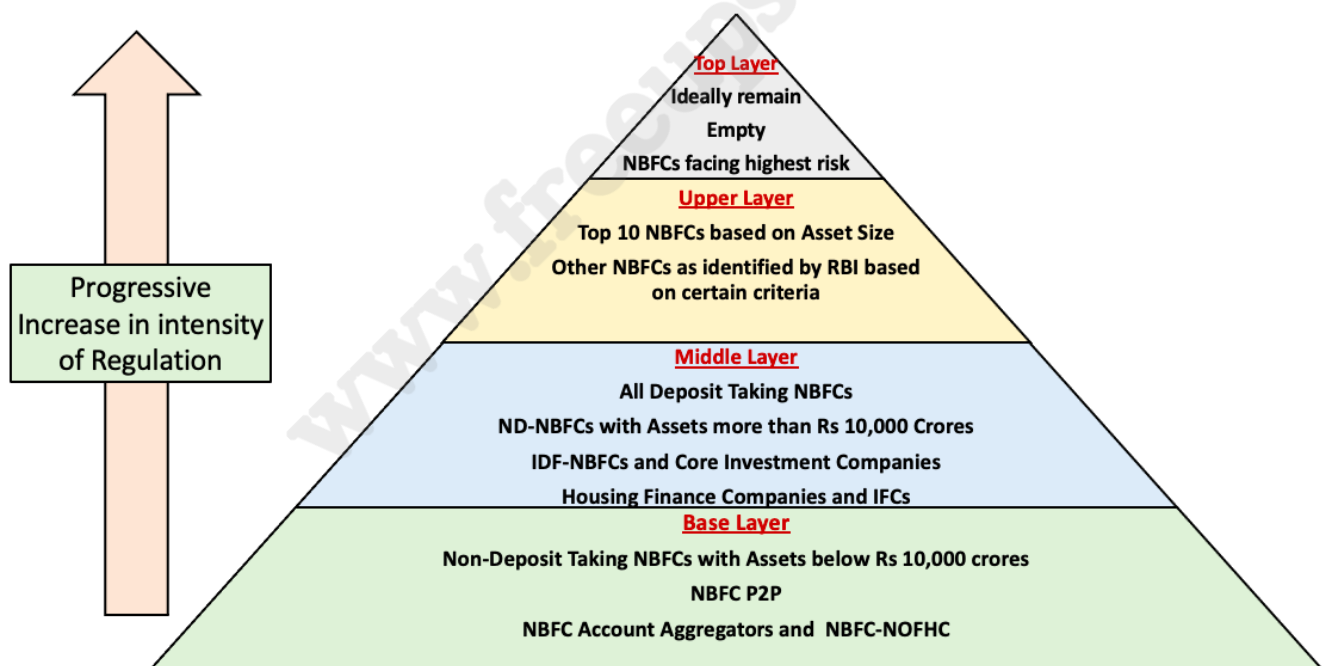 Top Layer
Ideally remain
Empty
NBFCs facing highest risk
Upper Layer
Top 10 NBFCs based on Asset Size
Other NBFCs as identified by RBI based
on certain criteria
Progressive
Increase in intensity
of Regulation
Middle Layer
All Deposit Taking NBFCs
ND-NBFCs with Assets more than Rs 10,000 Crores
IDF-NBFCs and Core Investment Companies
Housing Finance Companies and IFCs
Base Layer
Non-Deposit Taking NBFCs with Assets below Rs 10,000 crores
NBFC P2P
NBFC Account Aggregators and  NBFC-NOFHC
www.freeups